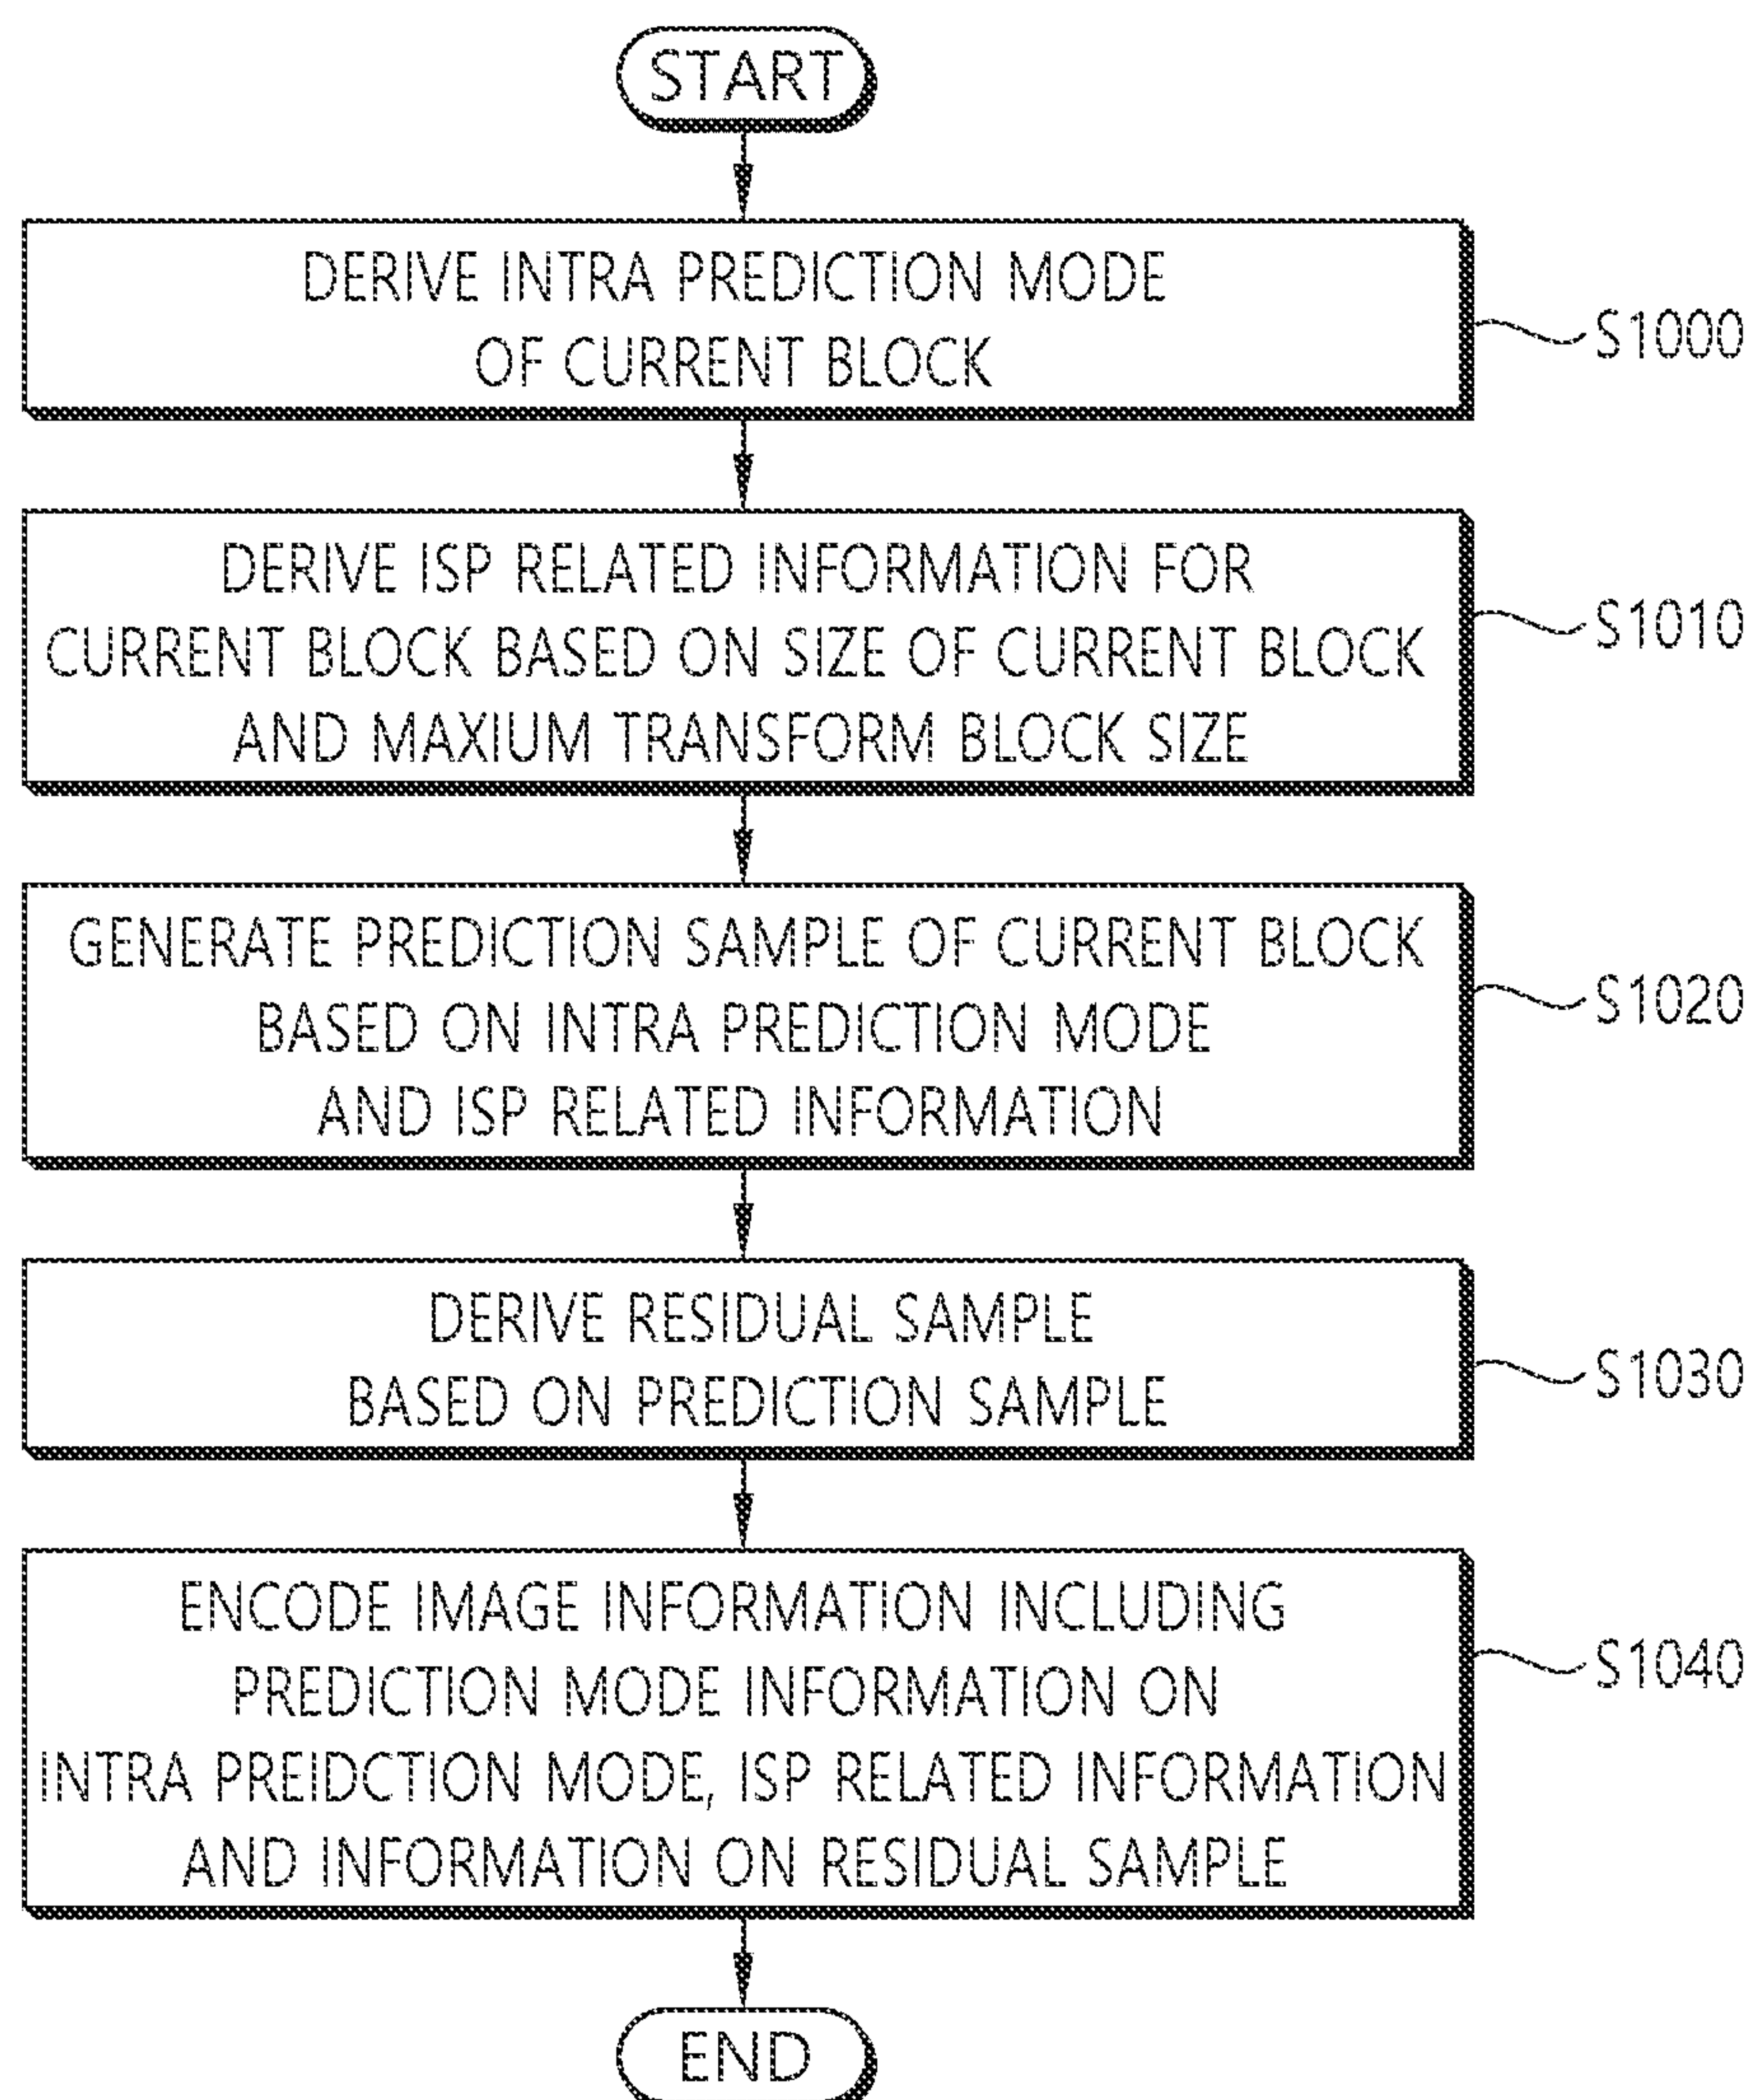 START
DERIVE INTRA PREDICTION MODE
OF CURRENT BLOCK
S1000
DERIVE ISP RELATED INFORMATION FOR
CURRENT BLOCK BASED ON SIZE OF CURRENT BLOCK
AND MAXIUM TRANSFORM BLOCK SIZE
S1010
GENERATE PREDICTION SAMPLE OF CURRENT BLOCK
BASED ON INTRA PREDICTION MODE
AND ISP RELATED INFORMATION
S1020
DERIVE RESIDUAL SAMPLE
BASED ON PREDICTION SAMPLE
S1030
ENCODE IMAGE INFORMATION INCLUDING
PREDICTION MODE INFORMATION ON
INTRA PREIDCTION MODE, ISP RELATED INFORMATION
AND INFORMATION ON RESIDUAL SAMPLE
S1040
END